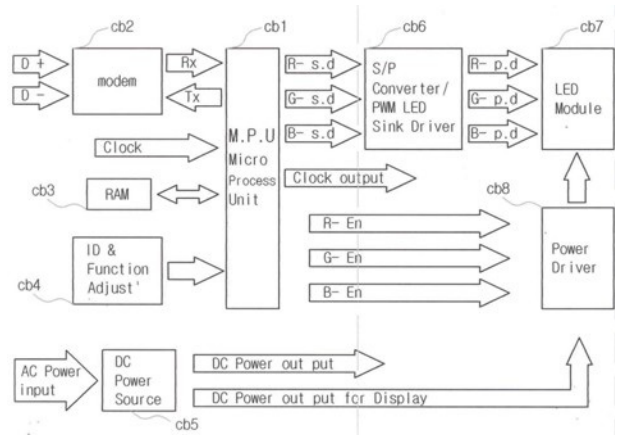 cb2
cb1
cb6
cb7
D +
D -
modem
Rx
Tx
M.P.U
Micro
Process
Unit
R- s.d
G- s.d
B- s.d
S/P
Converter/
PWM LED
Sink Driver
R- p.d
G- p.d
B- p.d
LED
Module
Clock
Clock output
cb3
RAM
cb8
R- En
G- En
B- En
Power
Driver
ID &
Function
Adjust'
cb4
AC Power
input
DC
Power
Source
cb5
DC Power out put
DC Power out put for Display